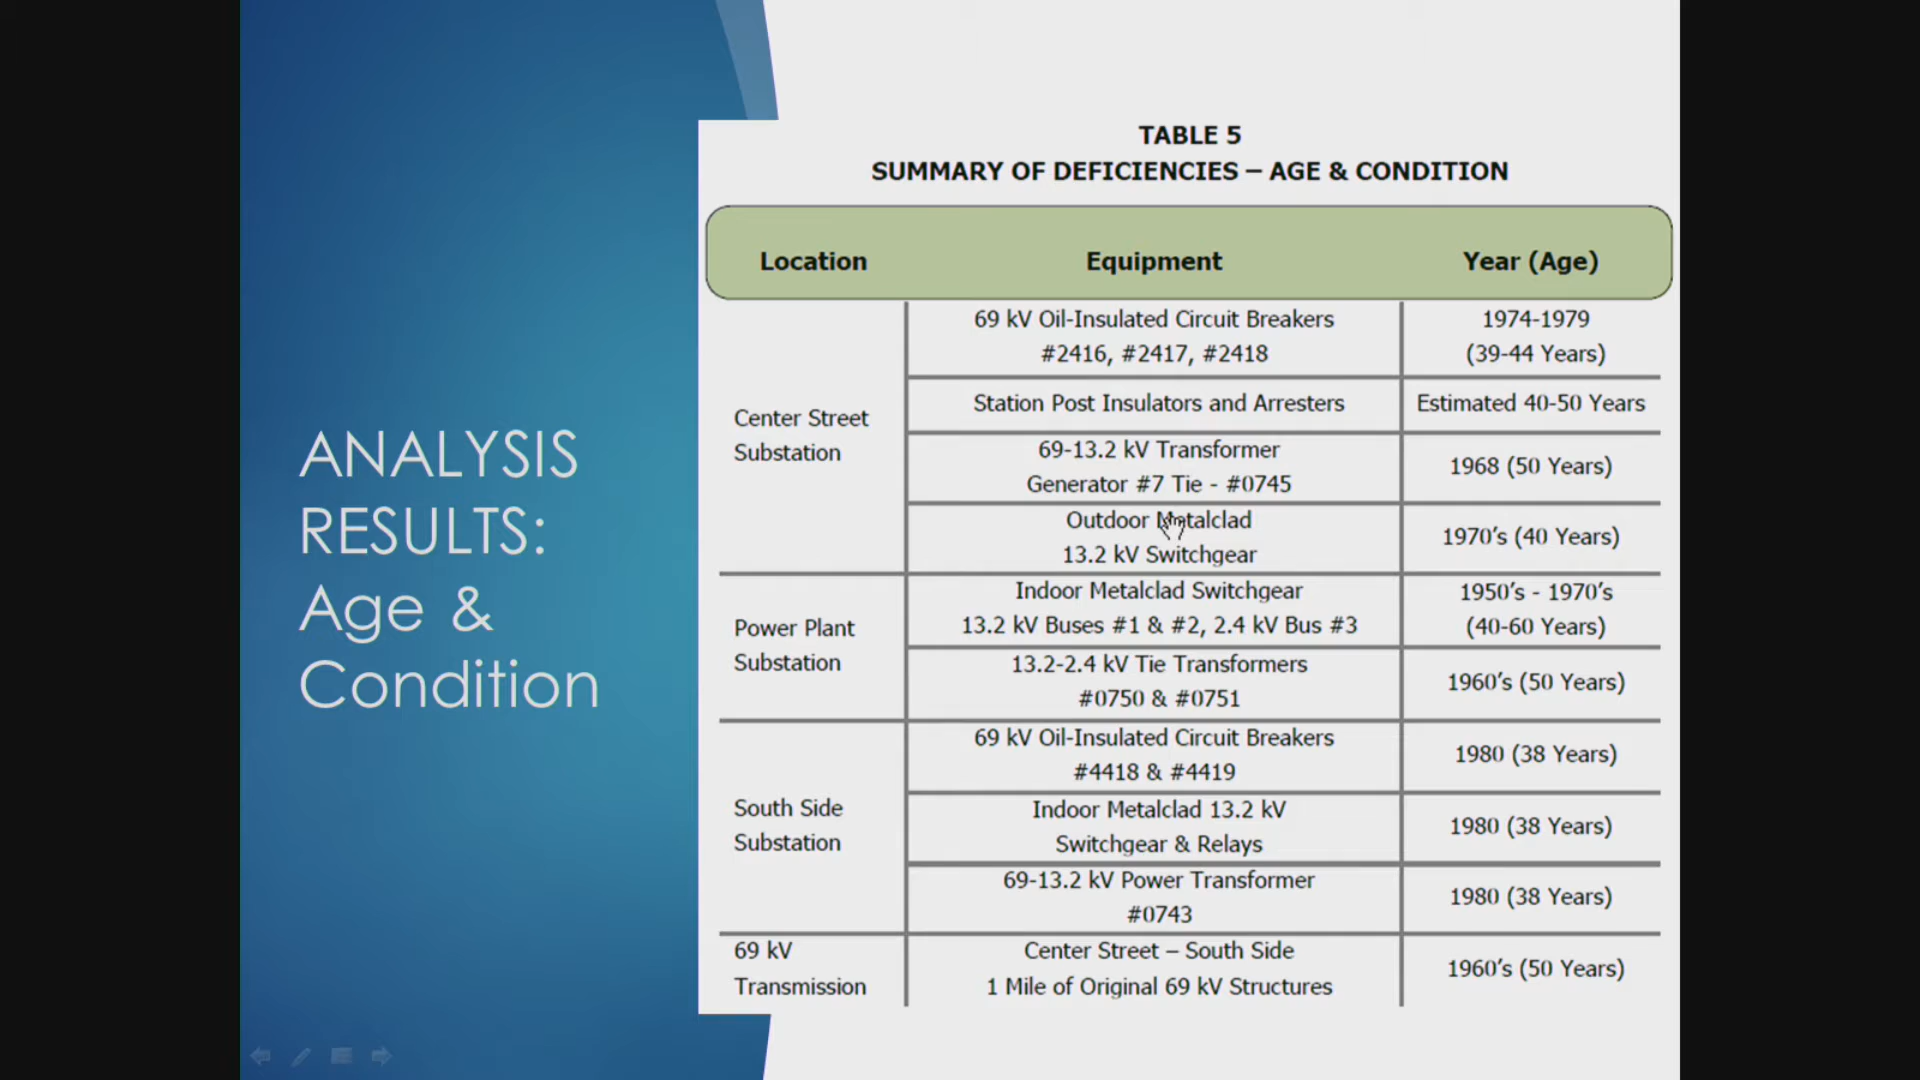 ANALYSIS
RESULTS:
Age &
Condition
TABLE 5
SUMMARY OF DEFICIENCIES – AGE & CONDITION
Location Equipment Year (Age)
Center Street
Substation
69 kV Oil-Insulated Circuit Breakers
#2416, #2417, #2418
1974-1979
(39-44 Years)
Station Post Insulators and Arresters
Estimated 40-50 Years
69-13.2 kV Transformer
Generator #7 Tie - #0745
1968 (50 Years)
Outdoor Metalclad
13.2 kV Switchgear
1970’s (40 Years)
Power Plant
Substation
Indoor Metalclad Switchgear
13.2 kV Buses #1 & #2, 2.4 kV Bus #3
1950’s - 1970’s
(40-60 Years)
13.2-2.4 kV Tie Transformers
#0750 & #0751
1960’s (50 Years)
South Side
Substation
69 kV Oil-Insulated Circuit Breakers
#4418 & #4419
1980 (38 Years)
Indoor Metalclad 13.2 kV
Switchgear & Relays
1980 (38 Years)
69-13.2 kV Power Transformer
#0743
1980 (38 Years)
69 kV
Transmission
Center Street – South Side
1 Mile of Original 69 kV Structures
1960’s (50 Years)